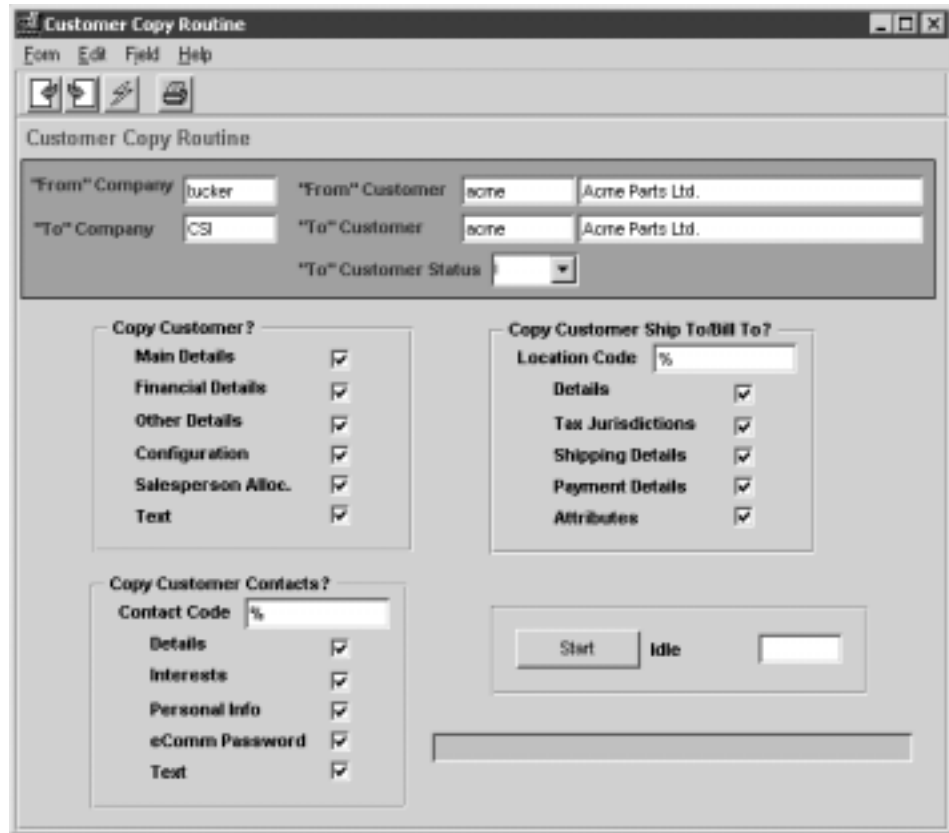 Customer Copy Routine
Form Edit Field Help
Customer Copy Routine
"From" Company tucker "From" Customer acme Acme Parts Ltd.
"To" Company CSI "To" Customer acme Acme Parts Ltd.
"To" Customer Status
Copy Customer?
Main Details
Financial Details
Other Details
Configuration
Salesperson Alloc.
Text
Copy Customer Ship To/Bill To?
Location Code %
Details
Tax Jurisdictions
Shipping Details
Payment Details
Attributes
Copy Customer Contacts?
Contact Code %
Details
Interests
Personal Info
eComm Password
Text
Start Idle